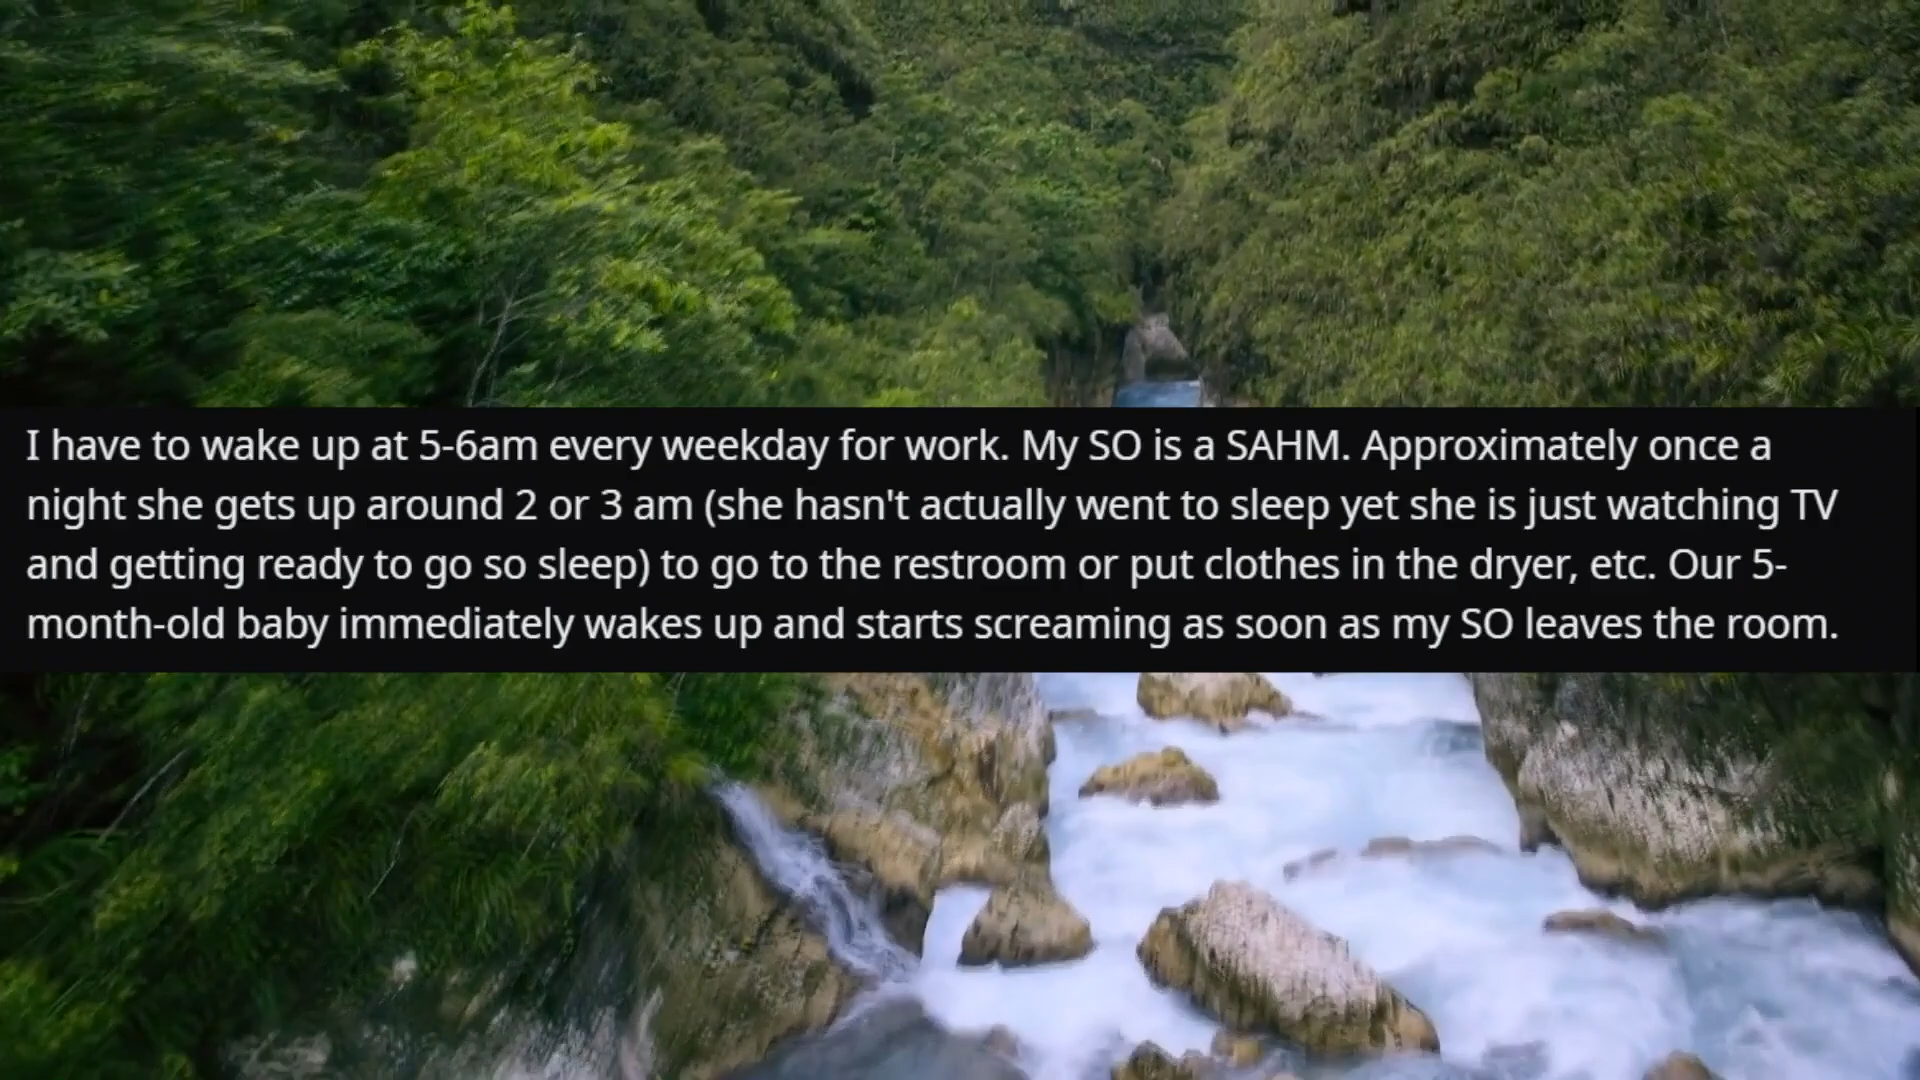 I have to wake up at 5-6am every weekday for work. My SO is a SAHM. Approximately once a
night she gets up around 2 or 3 am (she hasn't actually went to sleep yet she is just watching TV
and getting ready to go so sleep) to go to the restroom or put clothes in the dryer, etc. Our 5-
month-old baby immediately wakes up and starts screaming as soon as my SO leaves the room.